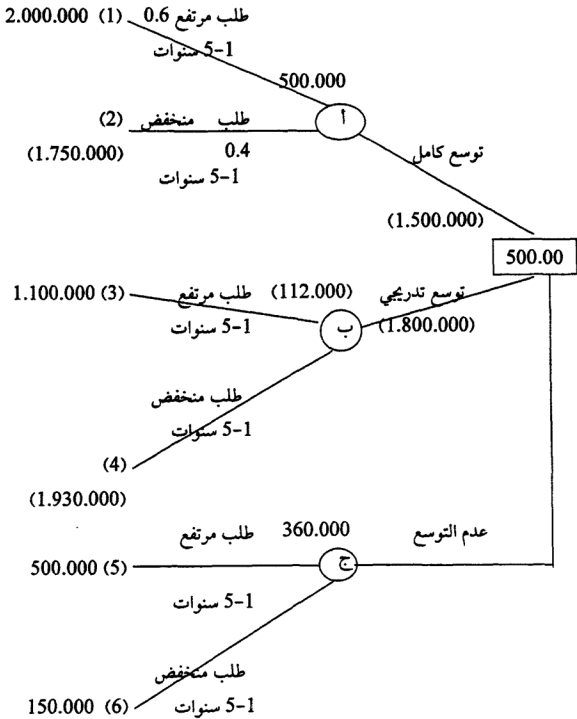 2.000.000 (1) طلب مرتفع 0.6
1–5 سنوات
500.000
أ
(2) طلب منخفض
(1.750.000) 0.4
1–5 سنوات
توسع كامل
(1.500.000)
500.00
1.100.000 (3) طلب مرتفع (112.000) توسع تدريجي
1–5 سنوات ب (1.800.000)
طلب منخفض
1–5 سنوات
(4)
(1.930.000)
طلب مرتفع 360.000 عدم التوسع
500.000 (5) ج
1–5 سنوات
طلب منخفض
150.000 (6) 1–5 سنوات